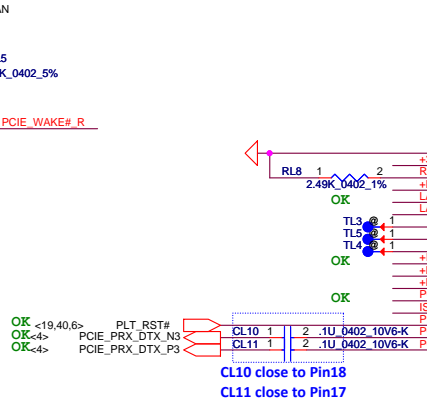 AN
5
K_0402_5%
PCIE_WAKE#_R
RL8 1 2
2.49K_0402_1%
OK
TL3 @ 1
TL5 @ 1
TL4 @ 1
OK
OK
OK <19,40,6> PLT_RST#
OK <4> PCIE_PRX_DTX_N3 CL10 1 2 .1U_0402_10V6-K
OK <4> PCIE_PRX_DTX_P3 CL11 1 2 .1U_0402_10V6-K
CL10 close to Pin18
CL11 close to Pin17